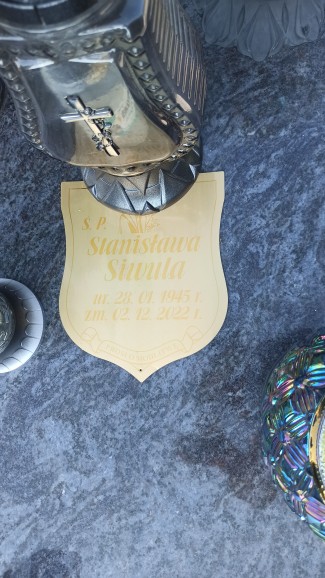 Ś. P.
Stanisława
Siwula
ur. 28. 01. 1945 r.
zm. 02. 12. 2022 r.